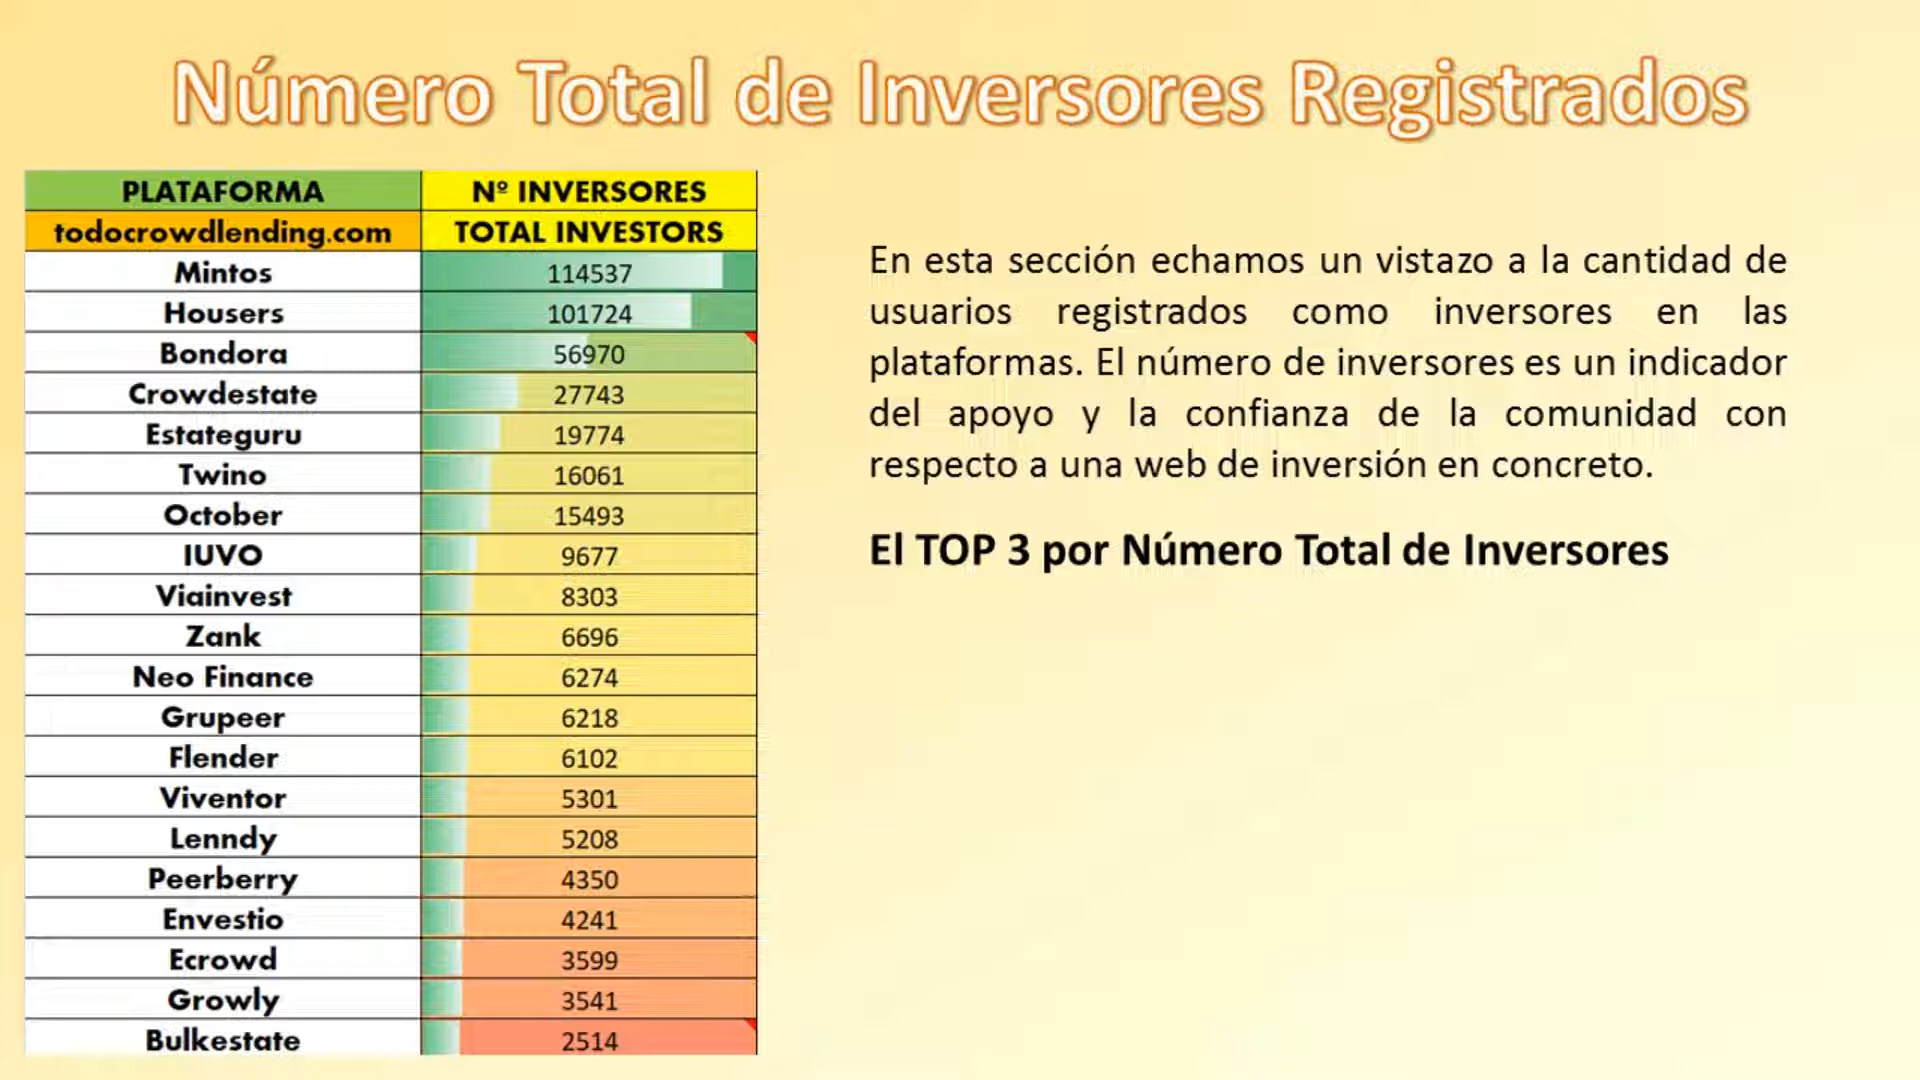 Número Total de Inversores Registrados
PLATAFORMA Nº INVERSORES
todocrowdlending.com TOTAL INVESTORS
Mintos 114537
Housers 101724
Bondora 56970
Crowdestate 27743
Estateguru 19774
Twino 16061
October 15493
IUVO 9677
Viainvest 8303
Zank 6696
Neo Finance 6274
Grupeer 6218
Flender 6102
Viventor 5301
Lenndy 5208
Peerberry 4350
Envestio 4241
Ecrowd 3599
Growly 3541
Bulkestate 2514
En esta sección echamos un vistazo a la cantidad de
usuarios registrados como inversores en las
plataformas. El número de inversores es un indicador
del apoyo y la confianza de la comunidad con
respecto a una web de inversión en concreto.
El TOP 3 por Número Total de Inversores